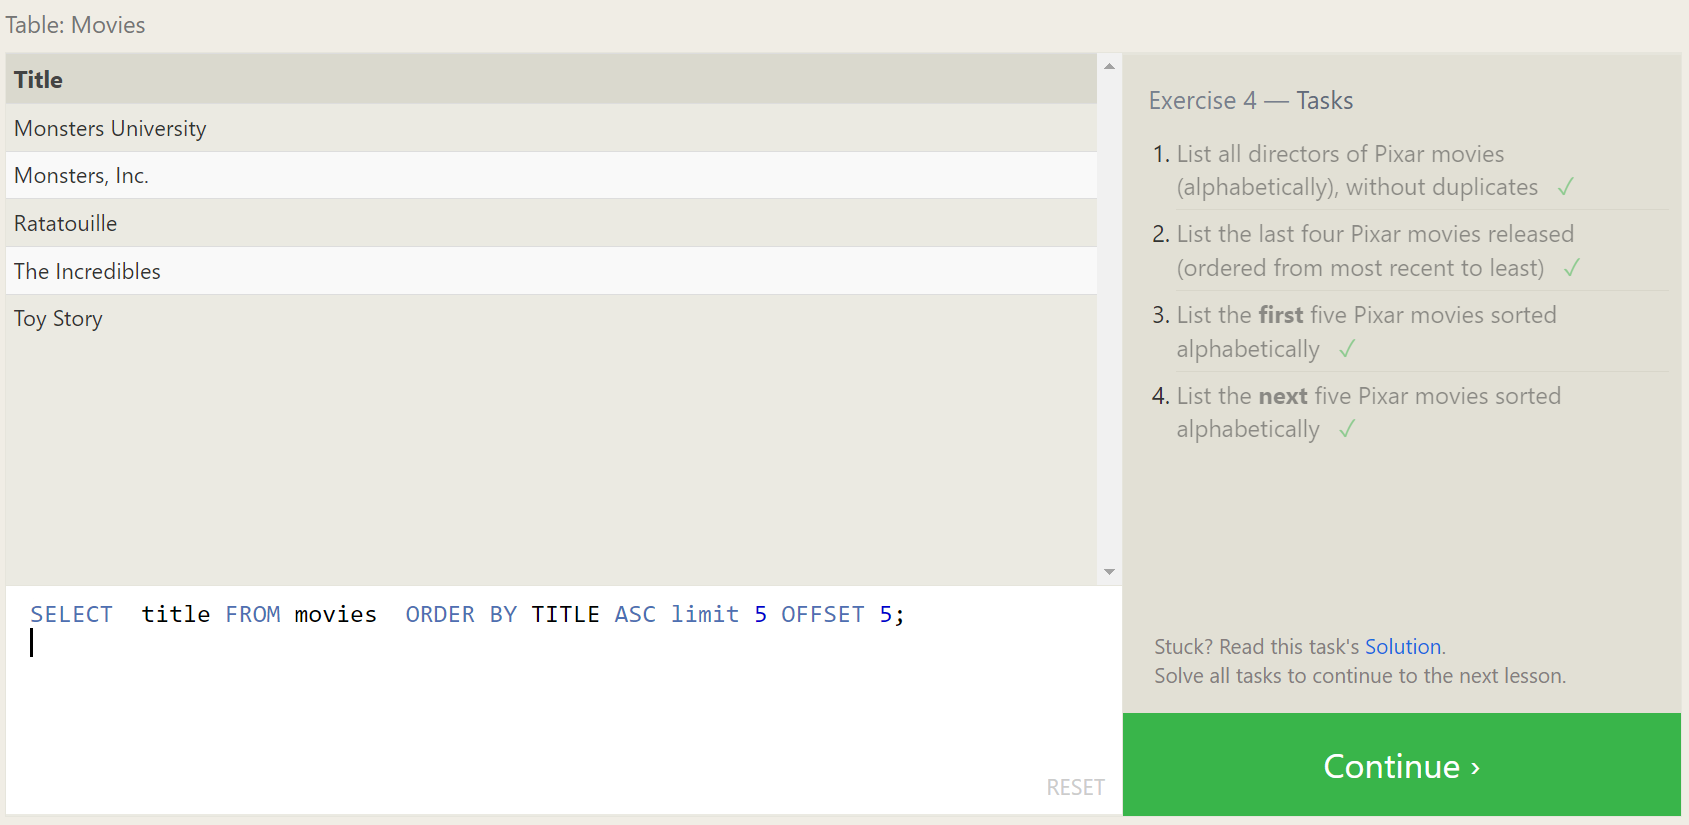 Table: Movies
Title
Monsters University
Monsters, Inc.
Ratatouille
The Incredibles
Toy Story
SELECT  title FROM movies  ORDER BY TITLE ASC limit 5 OFFSET 5;
RESET
Exercise 4 — Tasks
1. List all directors of Pixar movies
(alphabetically), without duplicates ✓
2. List the last four Pixar movies released
(ordered from most recent to least) ✓
3. List the first five Pixar movies sorted
alphabetically ✓
4. List the next five Pixar movies sorted
alphabetically ✓
Stuck? Read this task's Solution.
Solve all tasks to continue to the next lesson.
Continue ›